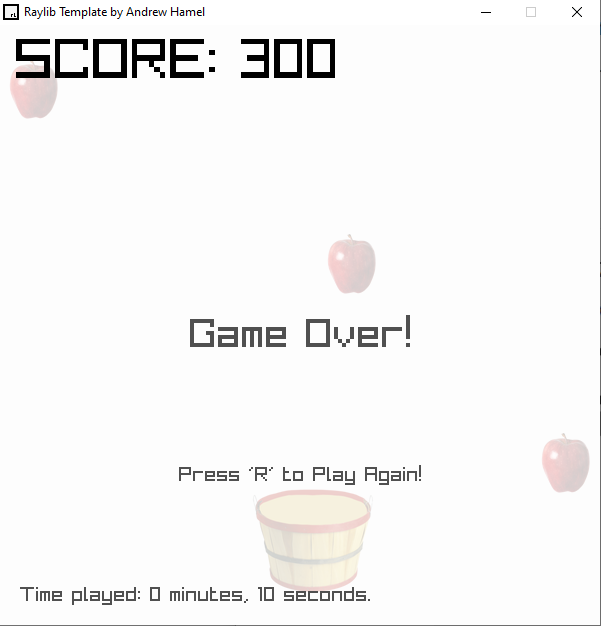 Raylib Template by Andrew Hamel
SCORE: 300
Game Over!
Press 'R' to Play Again!
Time played: 0 minutes, 10 seconds.